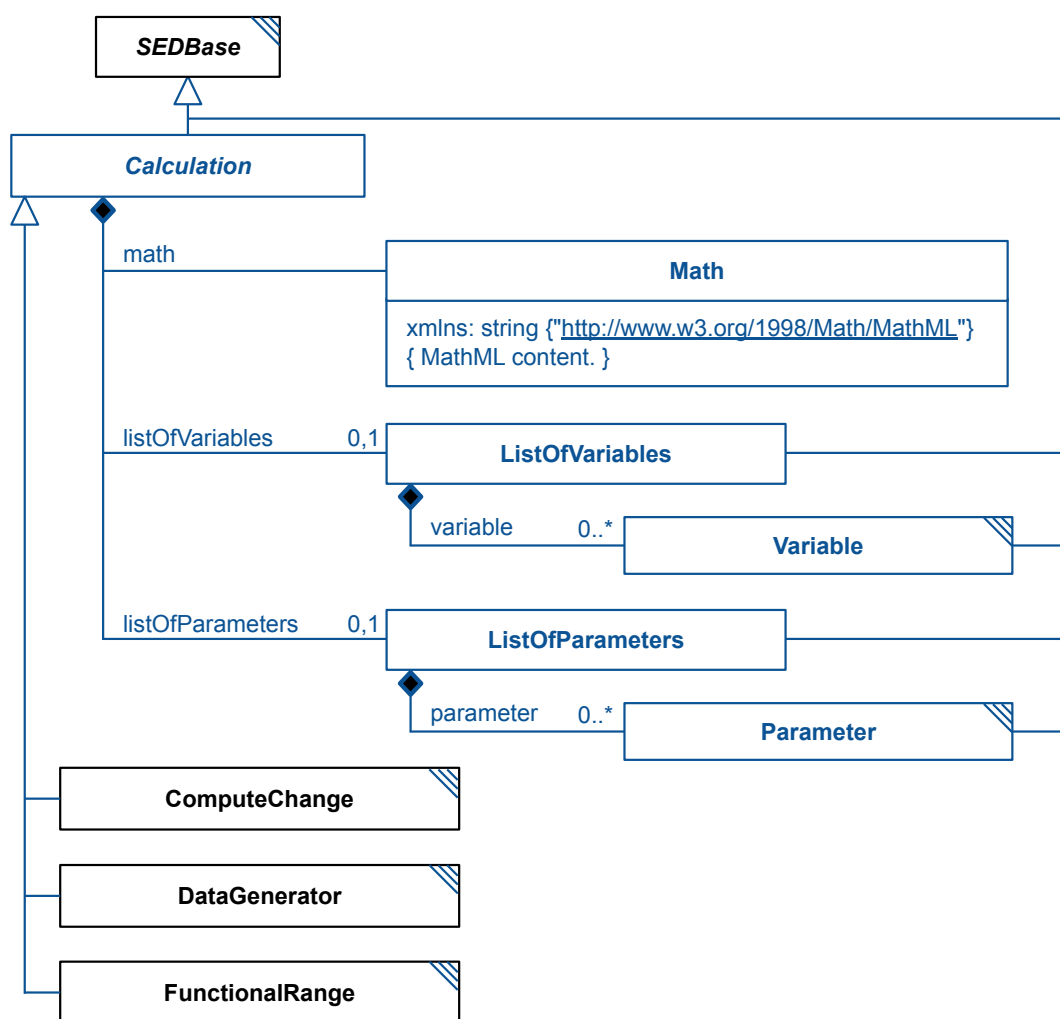 SEDBase
Calculation
math
Math
xmlns: string {"http://www.w3.org/1998/Math/MathML"}
{ MathML content. }
listOfVariables 0,1
ListOfVariables
variable 0..*
Variable
listOfParameters 0,1
ListOfParameters
parameter 0..*
Parameter
ComputeChange
DataGenerator
FunctionalRange